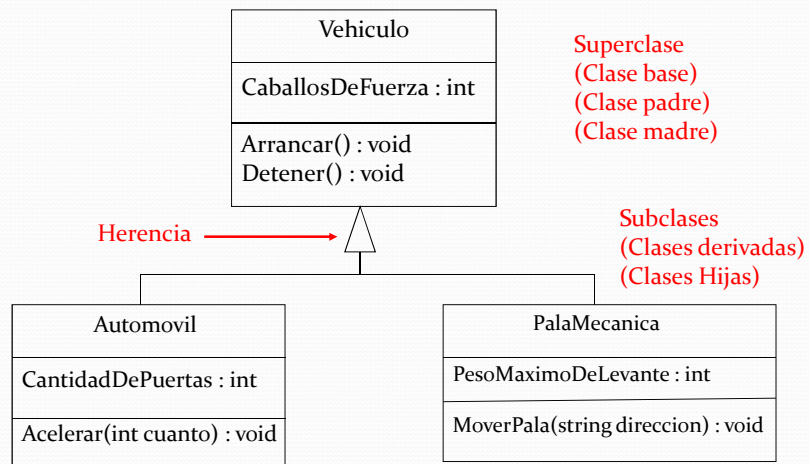 Vehiculo
CaballosDeFuerza : int
Arrancar() : void
Detener() : void
Superclase
(Clase base)
(Clase padre)
(Clase madre)
Herencia
Subclases
(Clases derivadas)
(Clases Hijas)
Automovil
CantidadDePuertas : int
Acelerar(int cuanto) : void
PalaMecanica
PesoMaximoDeLevante : int
MoverPala(string direccion) : void